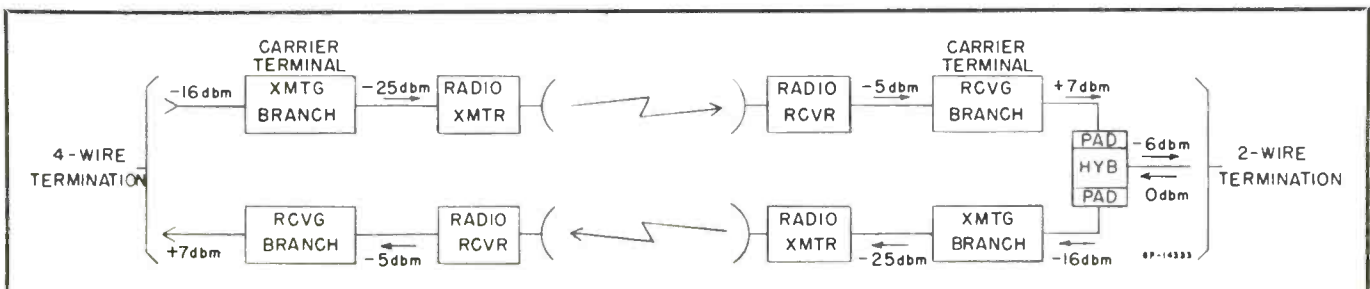 CARRIER
TERMINAL
CARRIER
TERMINAL
-16dbm
XMTG
BRANCH
-25dbm
RADIO
XMTR
RADIO
RCVR
-5dbm
RCVG
BRANCH
+7dbm
4-WIRE
TERMINATION
PAD
HYB
PAD
-6dbm
0dbm
2-WIRE
TERMINATION
+7dbm
RCVG
BRANCH
-5dbm
RADIO
RCVR
RADIO
XMTR
-25dbm
XMTG
BRANCH
-16dbm